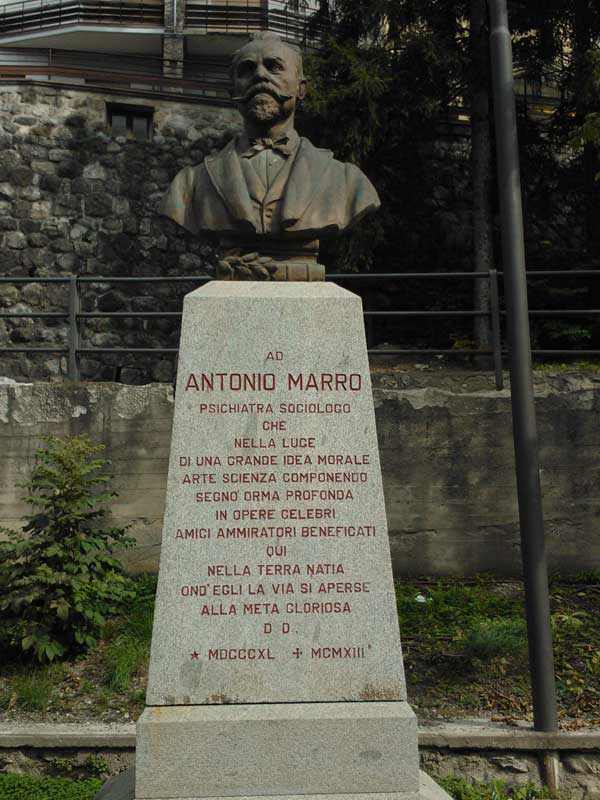 AD
ANTONIO MARRO
PSICHIATRA SOCIOLOGO
CHE
NELLA LUCE
DI UNA GRANDE IDEA MORALE
ARTE SCIENZA COMPONENDO
SEGNO' ORMA PROFONDA
IN OPERE CELEBRI
AMICI AMMIRATORI BENEFICATI
QUI
NELLA TERRA NATIA
OND'EGLI LA VIA SI APERSE
ALLA META GLORIOSA
D D.
★ MDCCCXL ✠ MCMXIII